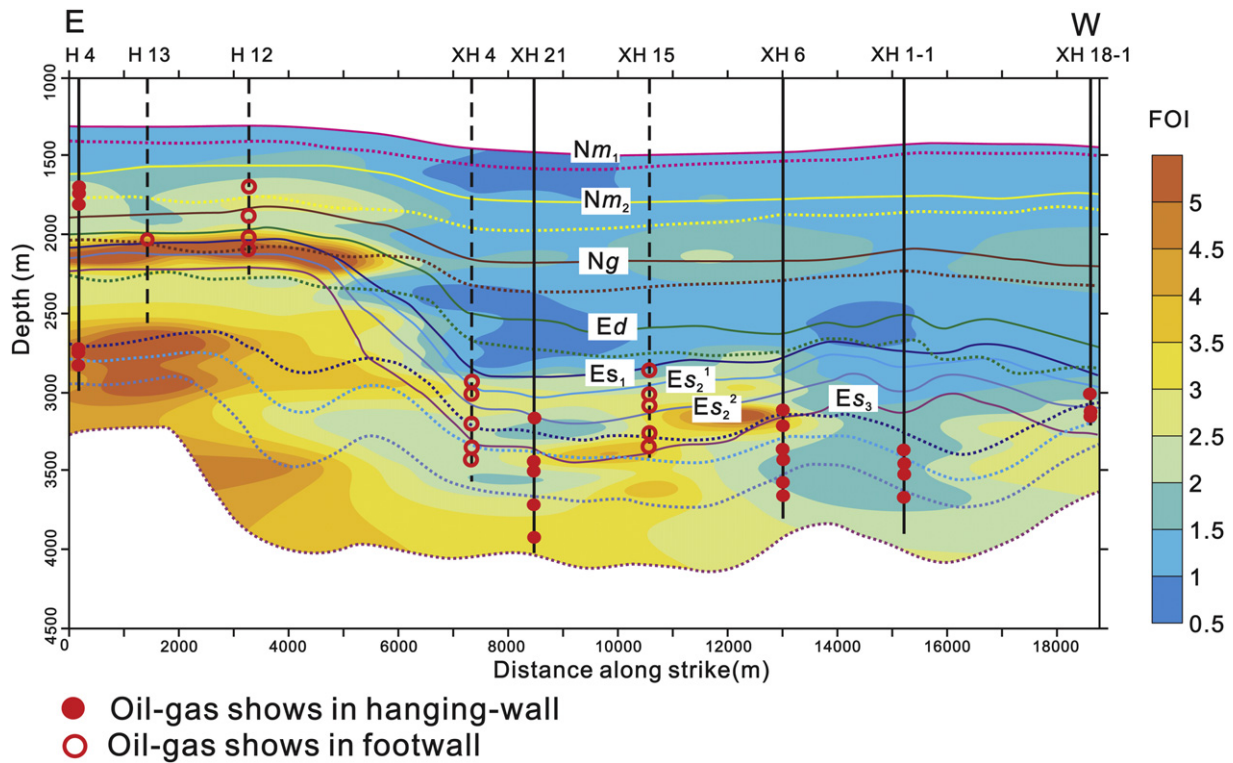 E W
H 4 H 13 H 12 XH 4 XH 21 XH 15 XH 6 XH 1-1 XH 18-1
1000
1500
2000
2500
3000
3500
4000
4500
Depth (m)
Nm₁
Nm₂
Ng
Ed
Es₁
Es₂¹
Es₂²
Es₃
FOI
5
4.5
4
3.5
3
2.5
2
1.5
1
0.5
0 2000 4000 6000 8000 10000 12000 14000 16000 18000
Distance along strike(m)
Oil-gas shows in hanging-wall
Oil-gas shows in footwall